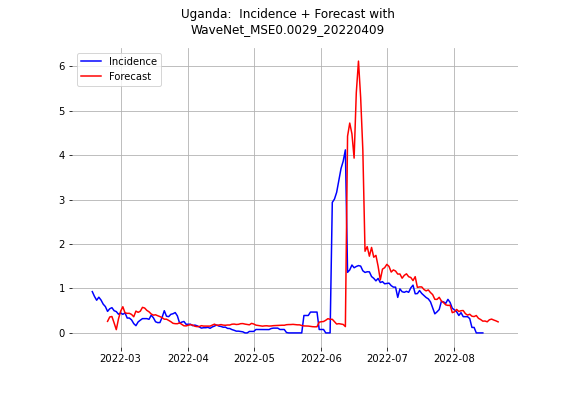 Uganda:  Incidence + Forecast with
WaveNet_MSE0.0029_20220409
Incidence
Forecast
6
5
4
3
2
1
0
2022-03 2022-04 2022-05 2022-06 2022-07 2022-08